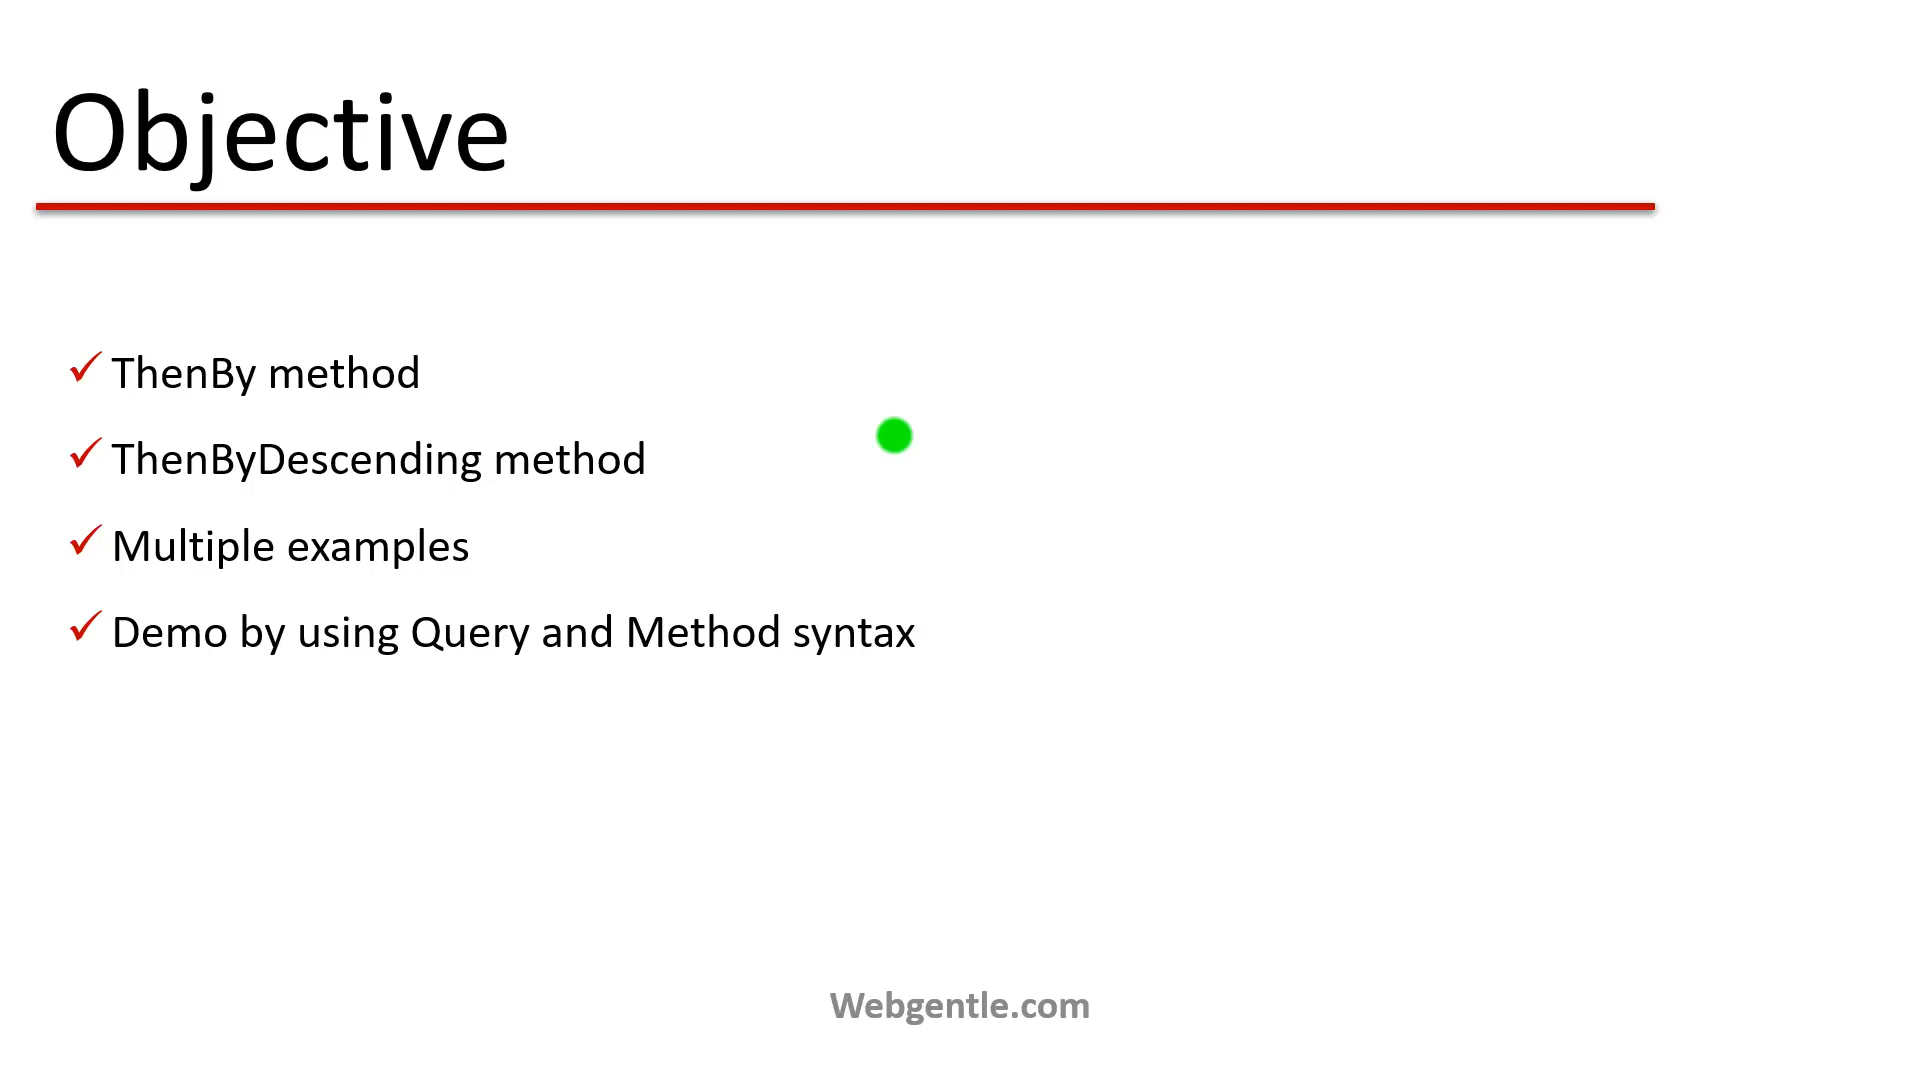 Objective
ThenBy method
ThenByDescending method
Multiple examples
Demo by using Query and Method syntax
Webgentle.com